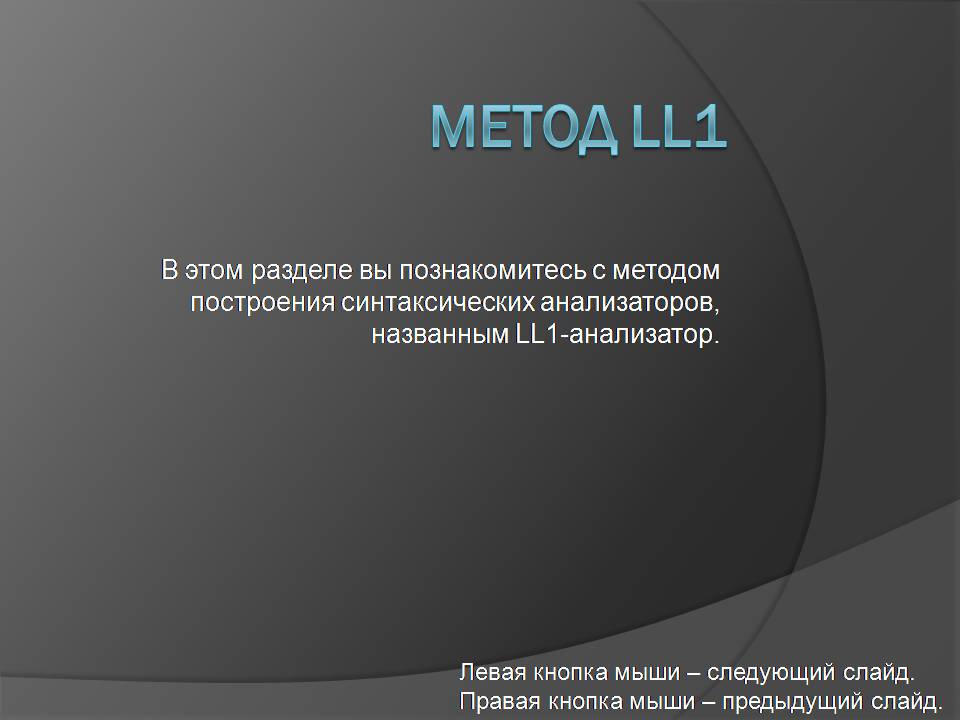 МЕТОД LL1
В этом разделе вы познакомитесь с методом
построения синтаксических анализаторов,
названным LL1-анализатор.
Левая кнопка мыши – следующий слайд.
Правая кнопка мыши – предыдущий слайд.